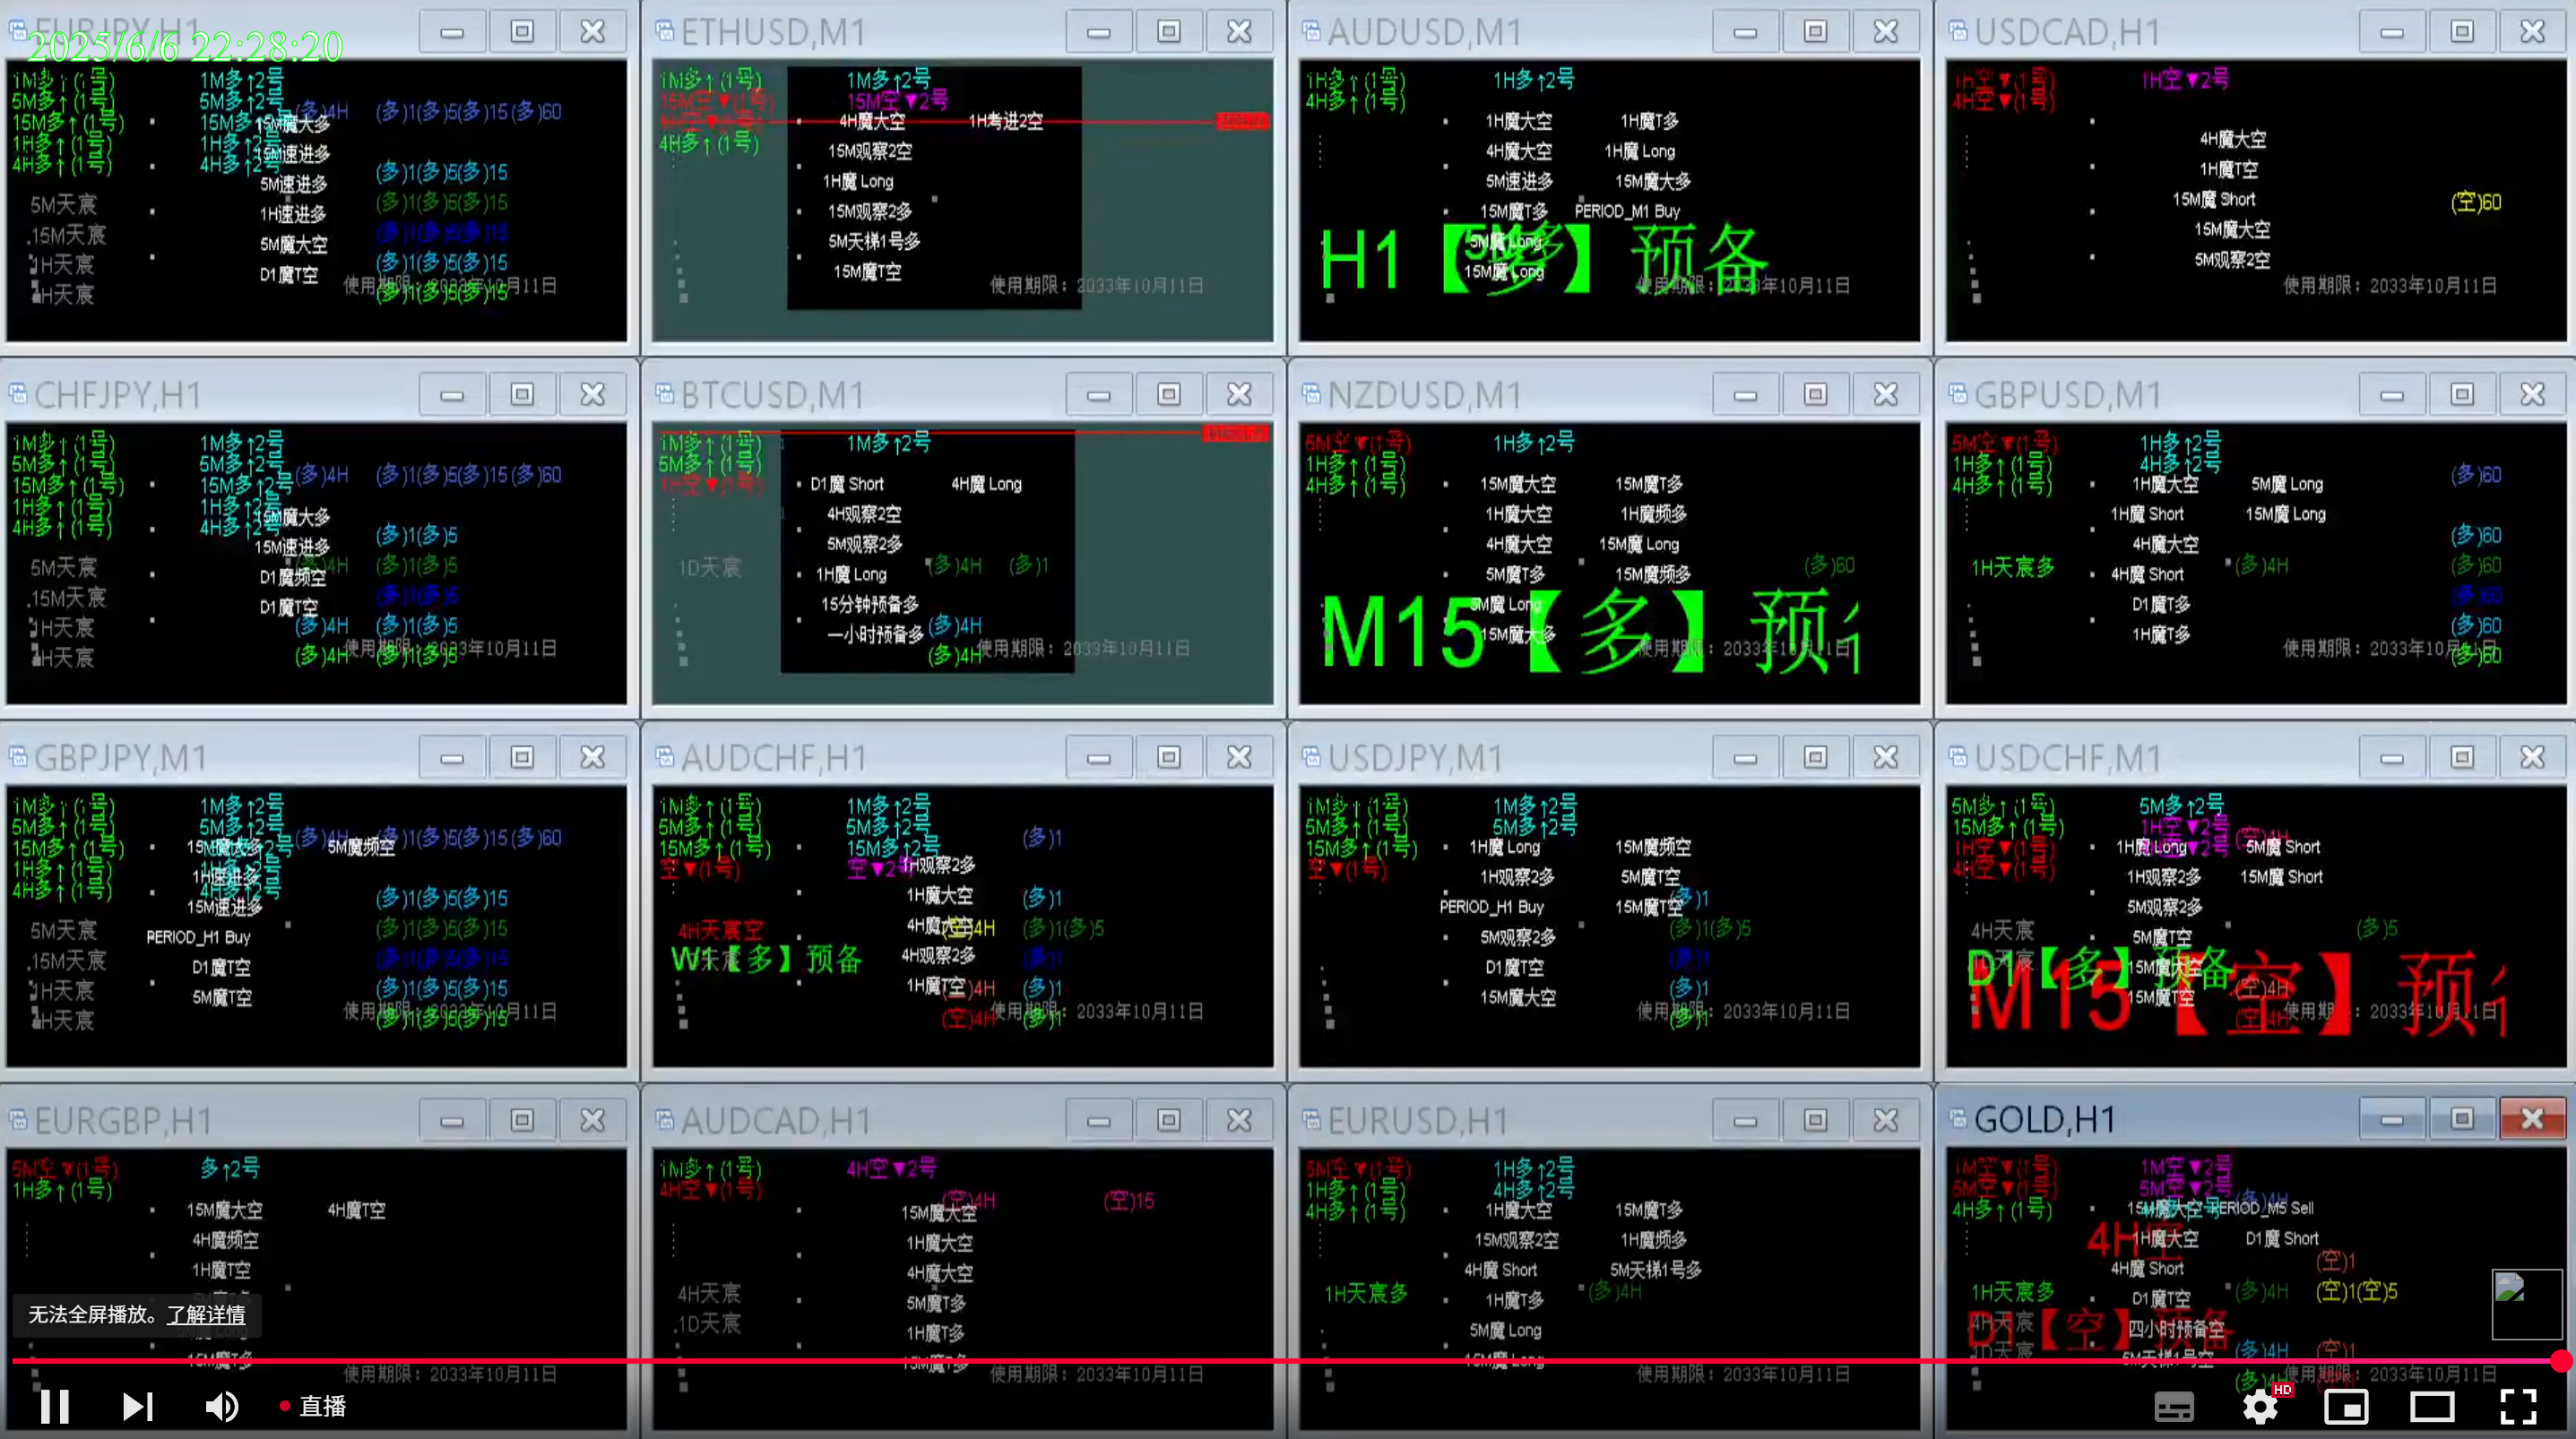 EURJPY,H1
2025/6/6 22:28:20
1M多↑(1号)
1M多↑2号
5M多↑(1号)
5M多↑2号
(多)4H
(多)1(多)5(多)15(多)60
15M多↑(1号)
15M多↑2号
15M魔大多
1H多↑(1号)
1H多↑2号
15M速进多
4H多↑(1号)
4H多↑2号
(多)1(多)5(多)15
5M速进多
5M天宸
(多)1(多)5(多)15
1H速进多
.15M天宸
(多)1(多)5(多)15
5M魔大空
1H天宸
(多)1(多)5(多)15
D1魔T空
使用期限：2033年10月11日
4H天宸
(多)1(多)5(多)15
ETHUSD,M1
1M多↑(1号)
1M多↑2号
15M空▼(1号)
15M空▼2号
4H魔大空
1H考进2空
4H多↑(1号)
15M观察2空
1H魔 Long
15M观察2多
5M天梯1号多
15M魔T空
使用期限：2033年10月11日
AUDUSD,M1
1H多↑(1号)
1H多↑2号
4H多↑(1号)
1H魔大空
1H魔T多
4H魔大空
1H魔 Long
5M速进多
15M魔大多
15M魔T多
PERIOD_M1 Buy
5M魔 Long
H1【多】预备
15M魔 Long
使用期限：2033年10月11日
USDCAD,H1
1H空▼(1号)
1H空▼2号
4H空▼(1号)
4H魔大空
1H魔T空
15M魔 Short
(空)60
15M魔大空
5M观察2空
使用期限：2033年10月11日
CHFJPY,H1
1M多↑(1号)
1M多↑2号
5M多↑(1号)
5M多↑2号
(多)4H
(多)1(多)5(多)15(多)60
15M多↑(1号)
15M多↑2号
1H多↑(1号)
1H多↑2号
15M魔大多
4H多↑(1号)
4H多↑2号
(多)1(多)5
15M速进多
5M天宸
(多)4H
(多)1(多)5
D1魔频空
.15M天宸
(多)1(多)5
D1魔T空
1H天宸
(多)4H
(多)1(多)5
使用期限：2033年10月11日
4H天宸
(多)4H
(多)1(多)5
BTCUSD,M1
1M多↑(1号)
1M多↑2号
5M多↑(1号)
1H空▼(1号)
D1魔 Short
4H魔 Long
4H观察2空
5M观察2多
1D天宸
1H魔 Long
(多)4H
(多)1
15分钟预备多
一小时预备多
(多)4H
使用期限：2033年10月11日
(多)4H
NZDUSD,M1
5M空▼(1号)
1H多↑2号
1H多↑(1号)
4H多↑(1号)
15M魔大空
15M魔T多
1H魔大空
1H魔频多
4H魔大空
15M魔 Long
5M魔T多
15M魔频多
(多)60
5M魔 Long
M15【多】预
15M魔大多
使用期限：2033年10月11日
GBPUSD,M1
5M空▼(1号)
1H多↑2号
1H多↑(1号)
4H多↑2号
(多)60
4H多↑(1号)
1H魔大空
5M魔 Long
1H魔 Short
15M魔 Long
(多)60
4H魔大空
1H天宸多
4H魔 Short
(多)4H
(多)60
D1魔T多
(多)60
1H魔T多
(多)60
使用期限：2033年10月11日
(多)60
GBPJPY,M1
1M多↑(1号)
1M多↑2号
5M多↑(1号)
5M多↑2号
(多)4H
(多)1(多)5(多)15(多)60
15M多↑(1号)
15M多↑2号
15M魔大多
5M魔频空
1H多↑(1号)
1H速进多
4H多↑(1号)
4H多↑2号
15M速进多
(多)1(多)5(多)15
5M天宸
PERIOD_H1 Buy
(多)1(多)5(多)15
.15M天宸
D1魔T空
(多)1(多)5(多)15
1H天宸
5M魔T空
(多)1(多)5(多)15
使用期限：2033年10月11日
4H天宸
(多)1(多)5(多)15
AUDCHF,H1
1M多↑(1号)
1M多↑2号
5M多↑(1号)
5M多↑2号
(多)1
15M多↑(1号)
15M多↑2号
空▼(1号)
空▼2号
1H观察2多
1H魔大空
(多)1
4H天宸空
4H魔大空
(空)4H
(多)1(多)5
W1【多】预备
4H观察2多
(多)1
1H魔T空
(空)4H
(多)1
使用期限：2033年10月11日
(空)4H
(多)1
USDJPY,M1
1M多↑(1号)
1M多↑2号
5M多↑(1号)
5M多↑2号
15M多↑(1号)
1H魔 Long
15M魔频空
空▼(1号)
1H观察2多
5M魔T空
(多)1
PERIOD_H1 Buy
15M魔T空
5M观察2多
(多)1(多)5
D1魔T空
(多)1
15M魔大空
(多)1
使用期限：2033年10月11日
(多)1
USDCHF,M1
5M多↑(1号)
5M多↑2号
15M多↑(1号)
1H空▼2号
(空)4H
1H空▼(1号)
1H魔 Long
5M魔 Short
4H空▼(1号)
1H观察2多
15M魔 Short
5M观察2多
4H天宸
5M魔T空
(多)5
D1【多】预备
15M魔大空
M15【空】预
15M魔T空
(空)4H
使用期限：2033年10月11日
(空)4H
EURGBP,H1
5M空▼(1号)
多↑2号
1H多↑(1号)
15M魔大空
4H魔T空
4H魔频空
1H魔T空
无法全屏播放。了解详情
15M魔T多
使用期限：2033年10月11日
AUDCAD,H1
1M多↑(1号)
4H空▼2号
4H空▼(1号)
(空)4H
(空)15
15M魔大空
1H魔大空
4H魔大空
4H天宸
5M魔T多
.1D天宸
1H魔T多
15M魔T多
使用期限：2033年10月11日
EURUSD,H1
5M空▼(1号)
1H多↑2号
1H多↑(1号)
4H多↑2号
4H多↑(1号)
1H魔大空
15M魔T多
15M观察2空
1H魔频多
4H魔 Short
5M天梯1号多
1H天宸多
1H魔T多
(多)4H
5M魔 Long
15M魔 Long
使用期限：2033年10月11日
GOLD,H1
1M空▼(1号)
1M空▼2号
5M空▼(1号)
5M空▼2号
(多)4H
4H多↑(1号)
15M魔大空
PERIOD_M5 Sell
4H空
1H魔大空
D1魔 Short
4H魔 Short
(空)1
1H天宸多
D1魔T空
(多)4H
(空)1(空)5
4H天宸
D1【空】预备
四小时预备空
1D天宸
5M天梯1号空
(多)4H
(空)1
使用期限：2033年10月11日
(多)4H
直播
HD